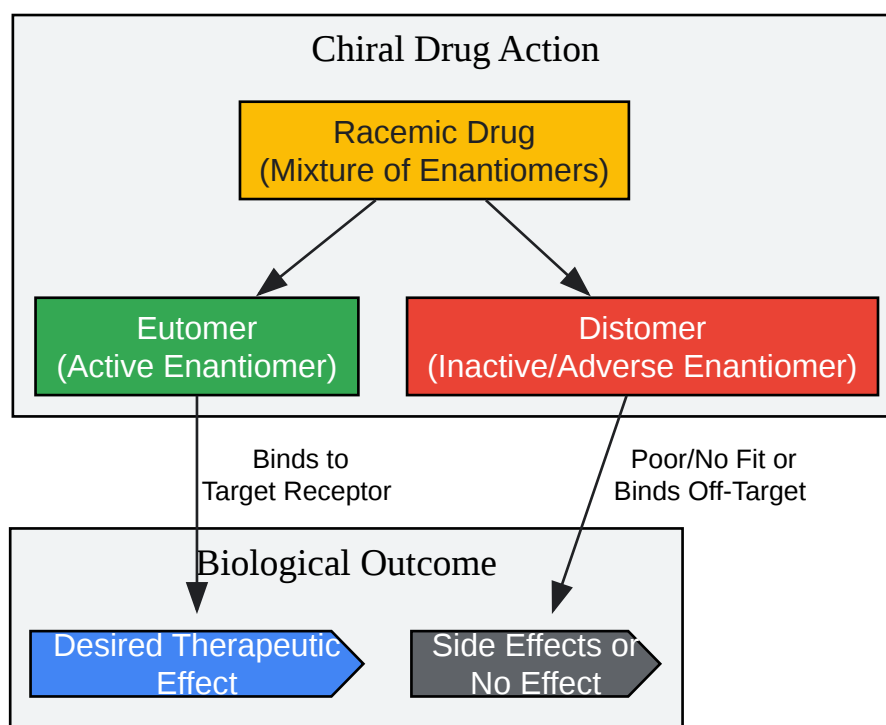 Chiral Drug Action
Racemic Drug
(Mixture of Enantiomers)
Eutomer
(Active Enantiomer)
Distomer
(Inactive/Adverse Enantiomer)
Binds to
Target Receptor
Poor/No Fit or
Binds Off-Target
Biological Outcome
Desired Therapeutic
Effect
Side Effects or
No Effect